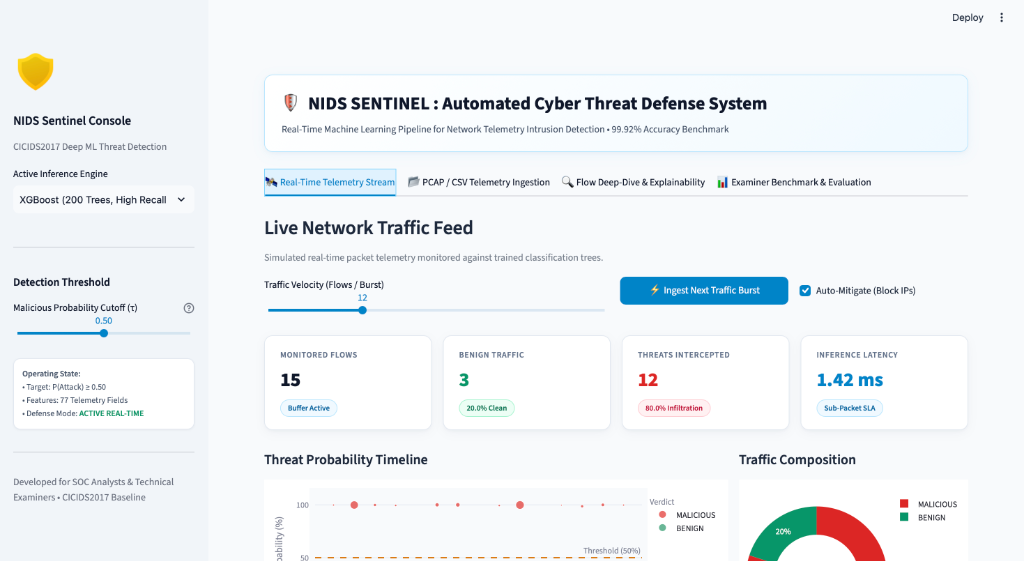 Deploy
NIDS Sentinel Console
CICIDS2017 Deep ML Threat Detection
Active Inference Engine
XGBoost (200 Trees, High Recall
Detection Threshold
Malicious Probability Cutoff (τ)
0.50
Operating State:
• Target: P(Attack) ≥ 0.50
• Features: 77 Telemetry Fields
• Defense Mode: ACTIVE REAL-TIME
Developed for SOC Analysts & Technical
Examiners • CICIDS2017 Baseline
NIDS SENTINEL : Automated Cyber Threat Defense System
Real-Time Machine Learning Pipeline for Network Telemetry Intrusion Detection • 99.92% Accuracy Benchmark
Real-Time Telemetry Stream
PCAP / CSV Telemetry Ingestion
Flow Deep-Dive & Explainability
Examiner Benchmark & Evaluation
Live Network Traffic Feed
Simulated real-time packet telemetry monitored against trained classification trees.
Traffic Velocity (Flows / Burst)
12
⚡ Ingest Next Traffic Burst
Auto-Mitigate (Block IPs)
MONITORED FLOWS
15
Buffer Active
BENIGN TRAFFIC
3
20.0% Clean
THREATS INTERCEPTED
12
80.0% Infiltration
INFERENCE LATENCY
1.42 ms
Sub-Packet SLA
Threat Probability Timeline
100
50
Threshold (50%)
Verdict
MALICIOUS
BENIGN
Traffic Composition
20%
MALICIOUS
BENIGN